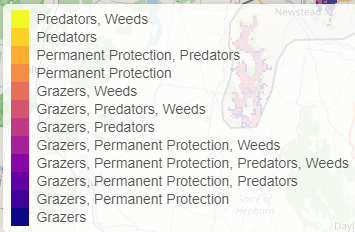 Predators, Weeds
Predators
Permanent Protection, Predators
Permanent Protection
Grazers, Weeds
Grazers, Predators, Weeds
Grazers, Predators
Grazers, Permanent Protection, Weeds
Grazers, Permanent Protection, Predators, Weeds
Grazers, Permanent Protection, Predators
Grazers, Permanent Protection
Grazers
Newstead
Shire of
Hepburn